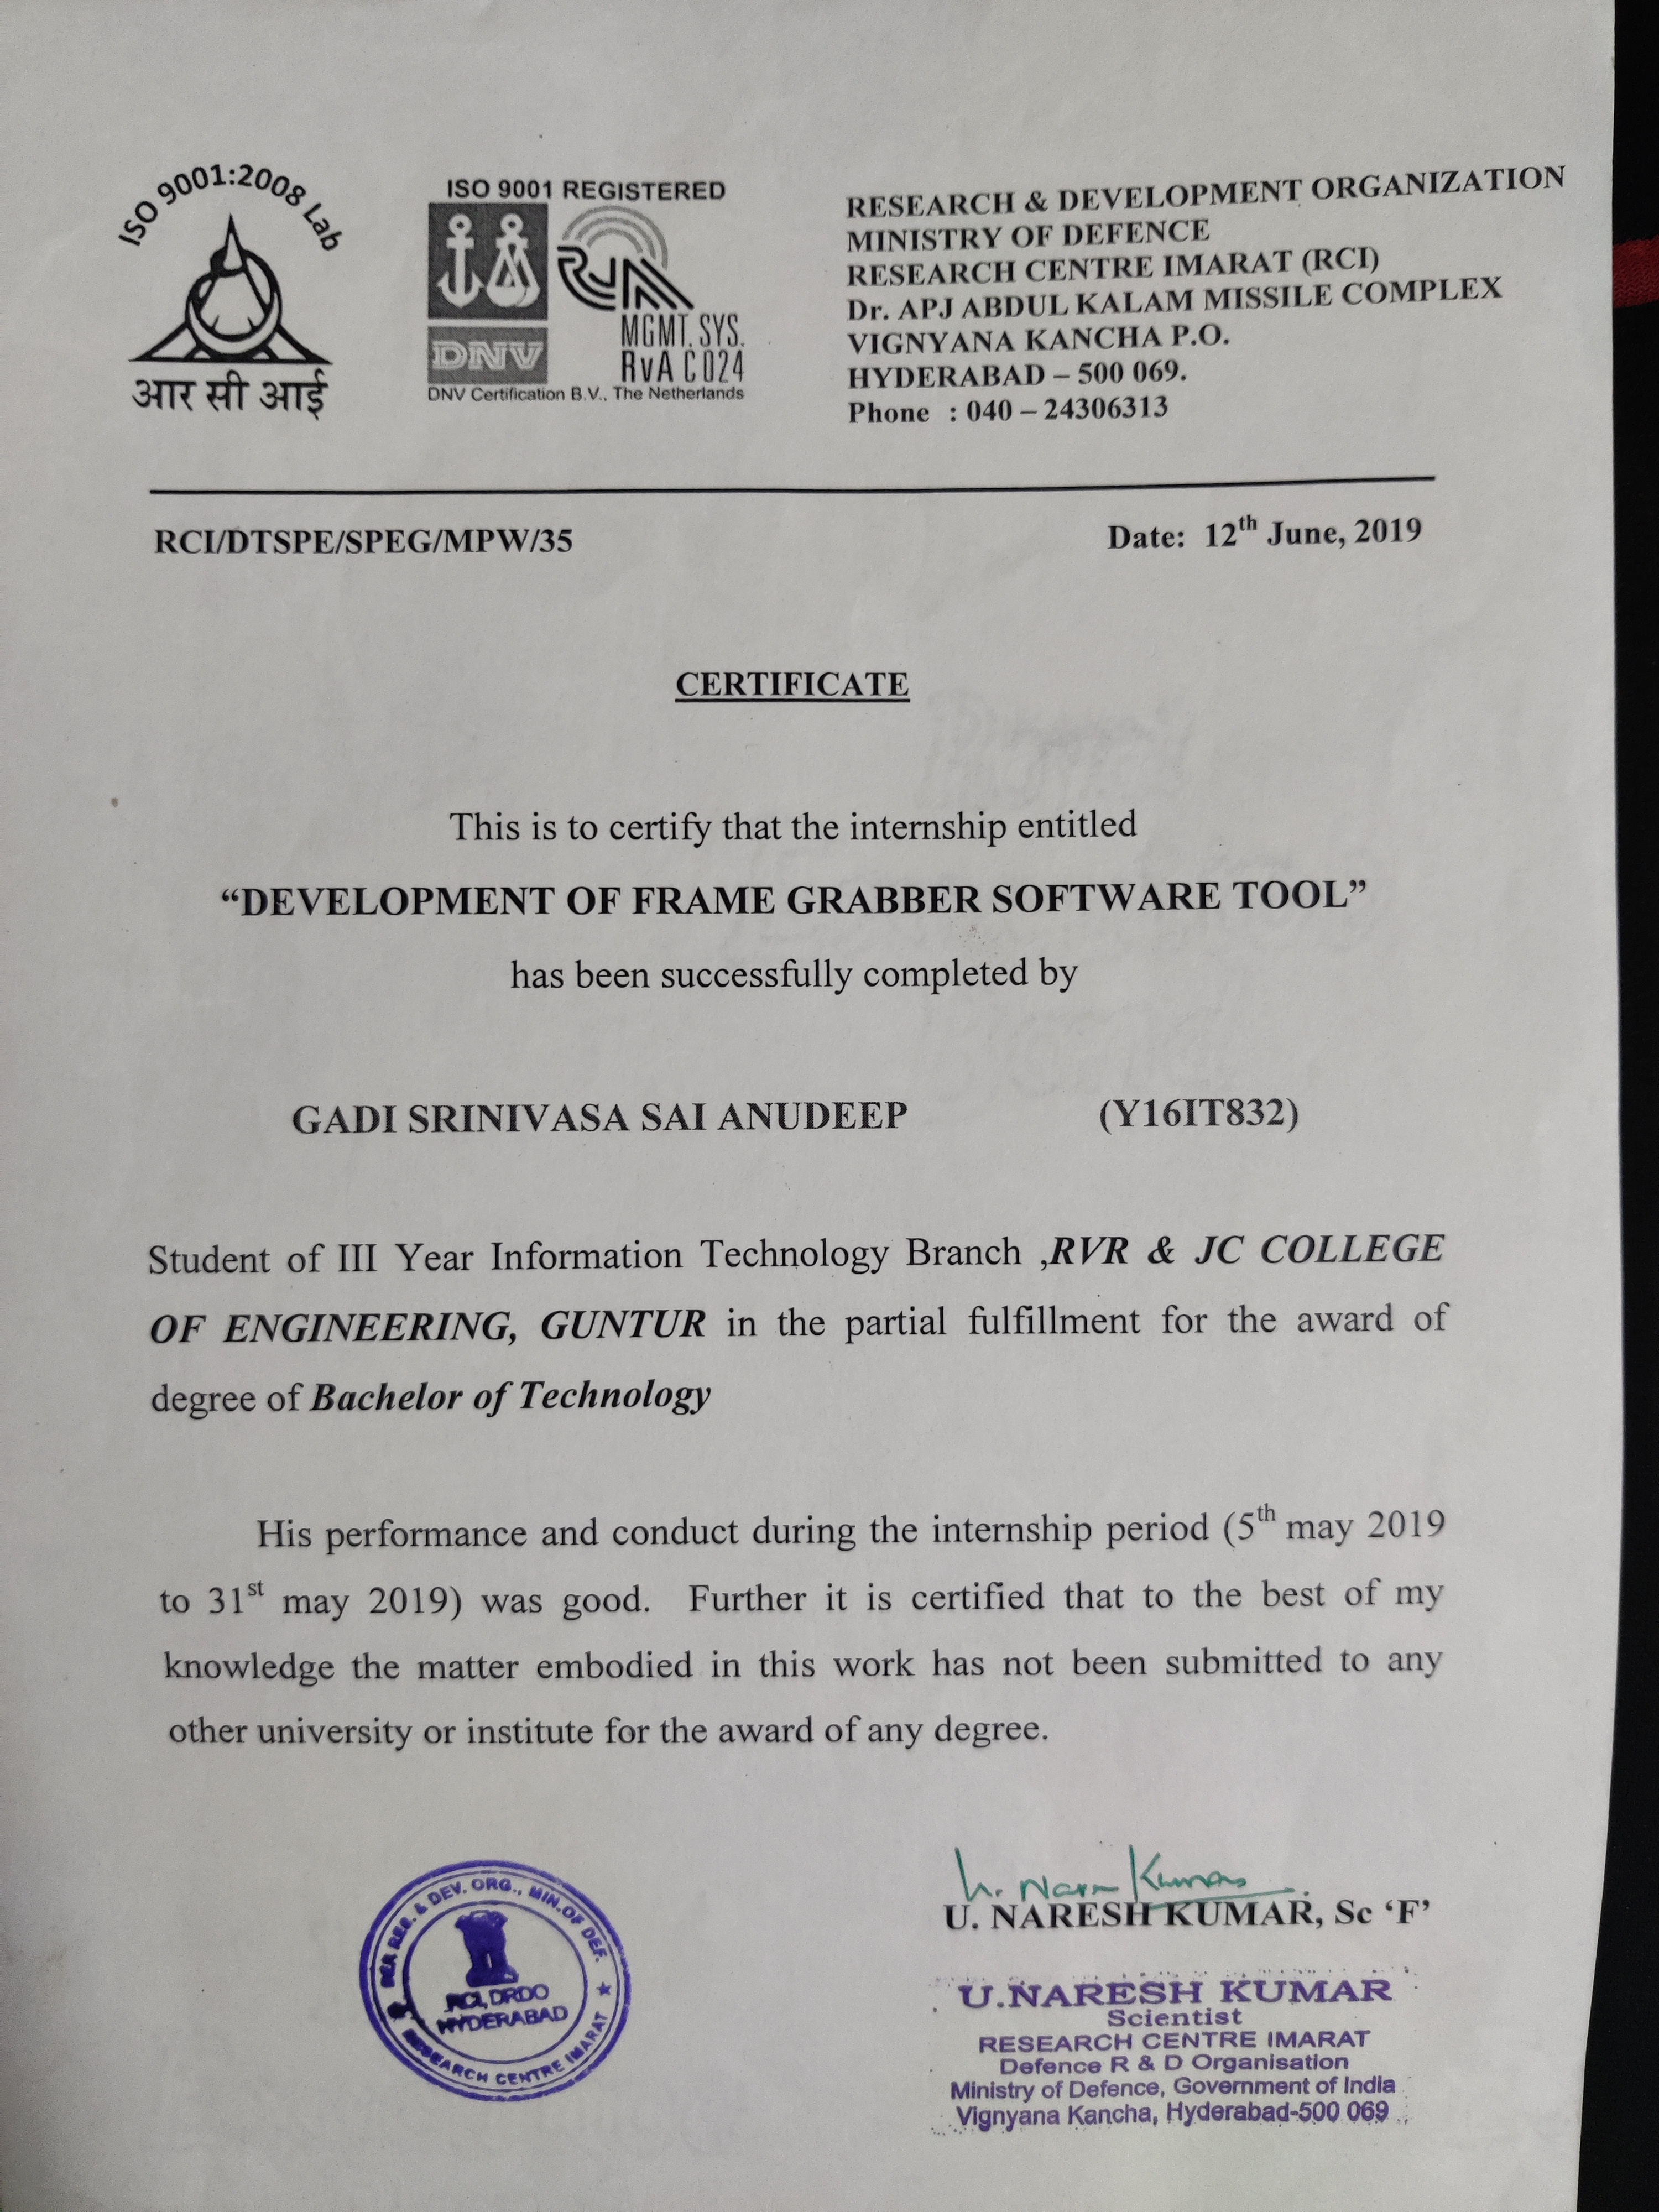 ISO 9001:2008 Lab
आर सी आई
ISO 9001 REGISTERED
DNV
MGMT. SYS.
RvA C 024
DNV Certification B.V., The Netherlands
RESEARCH & DEVELOPMENT ORGANIZATION
MINISTRY OF DEFENCE
RESEARCH CENTRE IMARAT (RCI)
Dr. APJ ABDUL KALAM MISSILE COMPLEX
VIGNYANA KANCHA P.O.
HYDERABAD – 500 069.
Phone : 040 – 24306313
RCI/DTSPE/SPEG/MPW/35
Date: 12th June, 2019
CERTIFICATE
This is to certify that the internship entitled
“DEVELOPMENT OF FRAME GRABBER SOFTWARE TOOL”
has been successfully completed by
GADI SRINIVASA SAI ANUDEEP (Y16IT832)
Student of III Year Information Technology Branch ,RVR & JC COLLEGE
OF ENGINEERING, GUNTUR in the partial fulfillment for the award of
degree of Bachelor of Technology
His performance and conduct during the internship period (5th may 2019
to 31st may 2019) was good. Further it is certified that to the best of my
knowledge the matter embodied in this work has not been submitted to any
other university or institute for the award of any degree.
RES. & DEV. ORG., MIN.OF DEF.
RCI, DRDO
HYDERABAD
RESEARCH CENTRE IMARAT
U. Naresh Kumar
U. NARESH KUMAR, Sc ‘F’
U.NARESH KUMAR
Scientist
RESEARCH CENTRE IMARAT
Defence R & D Organisation
Ministry of Defence, Government of India
Vignyana Kancha, Hyderabad-500 069